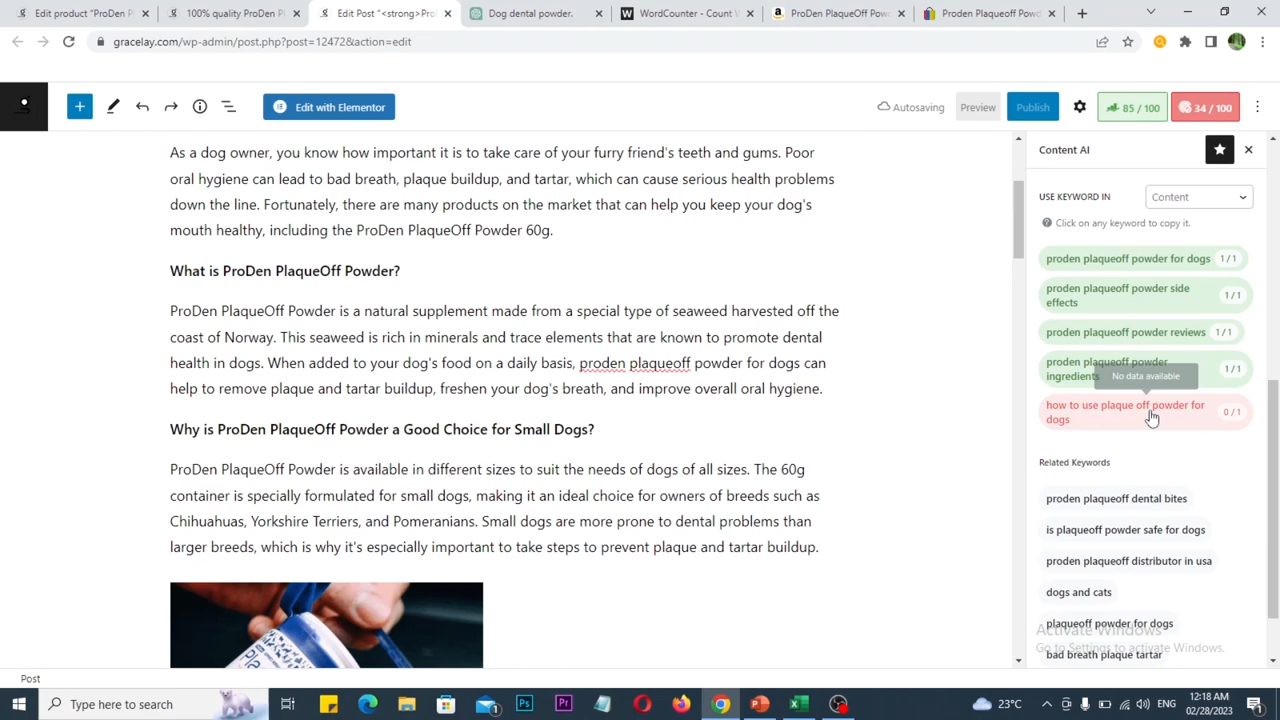 Edit product "ProDen P
100% quality ProDen Pl
Edit Post "<strong>Pro
Dog dental powder.
WordCounter - Count W
ProDen PlaqueOff Powd
Proden Plaqueoff Powd
gracelay.com/wp-admin/post.php?post=12472&action=edit
Edit with Elementor
Autosaving
Preview
Publish
85 / 100
34 / 100
As a dog owner, you know how important it is to take care of your furry friend's teeth and gums. Poor
oral hygiene can lead to bad breath, plaque buildup, and tartar, which can cause serious health problems
down the line. Fortunately, there are many products on the market that can help you keep your dog's
mouth healthy, including the ProDen PlaqueOff Powder 60g.
What is ProDen PlaqueOff Powder?
ProDen PlaqueOff Powder is a natural supplement made from a special type of seaweed harvested off the
coast of Norway. This seaweed is rich in minerals and trace elements that are known to promote dental
health in dogs. When added to your dog's food on a daily basis, proden plaqueoff powder for dogs can
help to remove plaque and tartar buildup, freshen your dog's breath, and improve overall oral hygiene.
Why is ProDen PlaqueOff Powder a Good Choice for Small Dogs?
ProDen PlaqueOff Powder is available in different sizes to suit the needs of dogs of all sizes. The 60g
container is specially formulated for small dogs, making it an ideal choice for owners of breeds such as
Chihuahuas, Yorkshire Terriers, and Pomeranians. Small dogs are more prone to dental problems than
larger breeds, which is why it's especially important to take steps to prevent plaque and tartar buildup.
Content AI
USE KEYWORD IN
Content
Click on any keyword to copy it.
proden plaqueoff powder for dogs 1 / 1
proden plaqueoff powder side
effects 1 / 1
proden plaqueoff powder reviews 1 / 1
proden plaqueoff powder
ingredients 1 / 1
No data available
how to use plaque off powder for
dogs 0 / 1
Related Keywords
proden plaqueoff dental bites
is plaqueoff powder safe for dogs
proden plaqueoff distributor in usa
dogs and cats
plaqueoff powder for dogs
Activate Windows
Go to Settings to activate Windows.
bad breath plaque tartar
Post
Type here to search
23°C
ENG
12:18 AM
02/28/2023